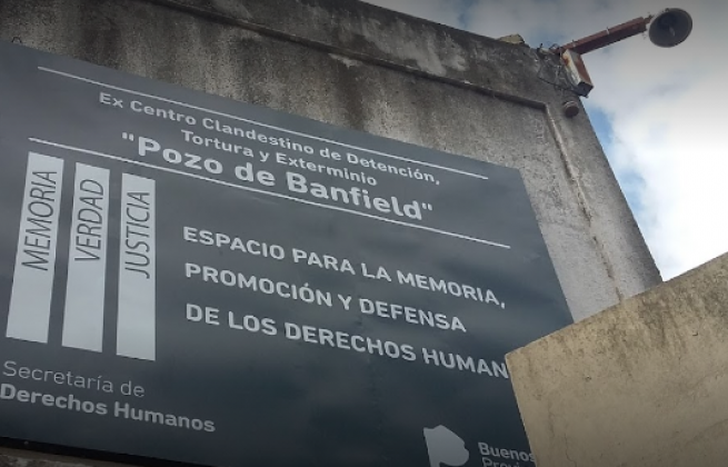 Ex Centro Clandestino de Detención,
Tortura y Exterminio
"Pozo de Banfield"
MEMORIA
VERDAD
JUSTICIA
ESPACIO PARA LA MEMORIA,
PROMOCIÓN Y DEFENSA
DE LOS DERECHOS HUMAN
Secretaría de
Derechos Humanos
Buenos